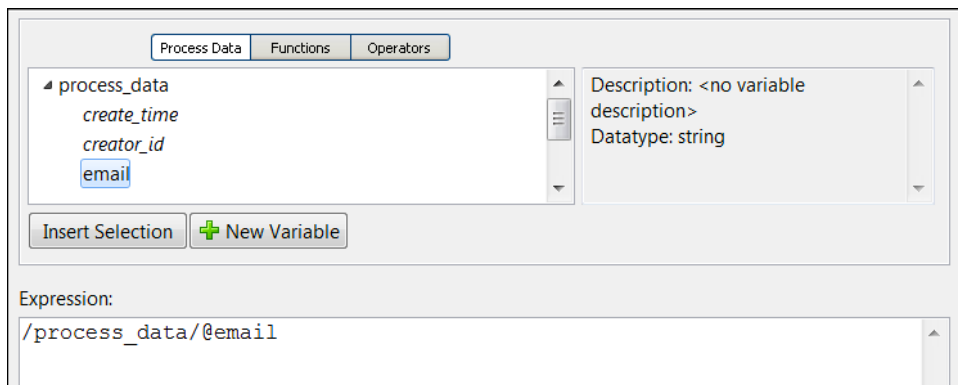 Process Data Functions Operators
process_data
create_time
creator_id
email
Description: <no variable
description>
Datatype: string
Insert Selection New Variable
Expression:
/process_data/@email